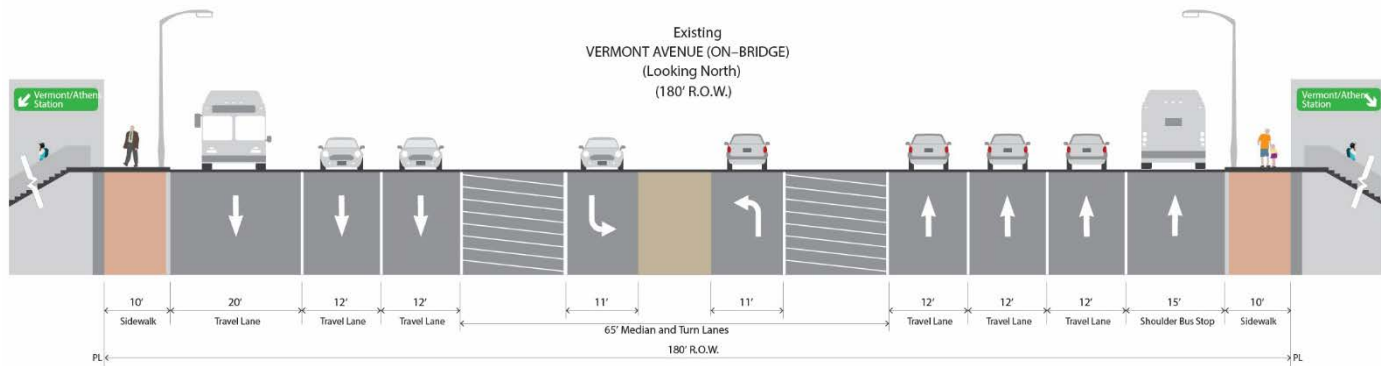 Existing
VERMONT AVENUE (ON–BRIDGE)
(Looking North)
(180' R.O.W.)
Vermont/Athens
Station
Vermont/Athens
Station
10'
20'
12'
12'
11'
11'
12'
12'
12'
15'
10'
Sidewalk
Travel Lane
Travel Lane
Travel Lane
65' Median and Turn Lanes
Travel Lane
Travel Lane
Travel Lane
Shoulder Bus Stop
Sidewalk
PL
180' R.O.W.
PL